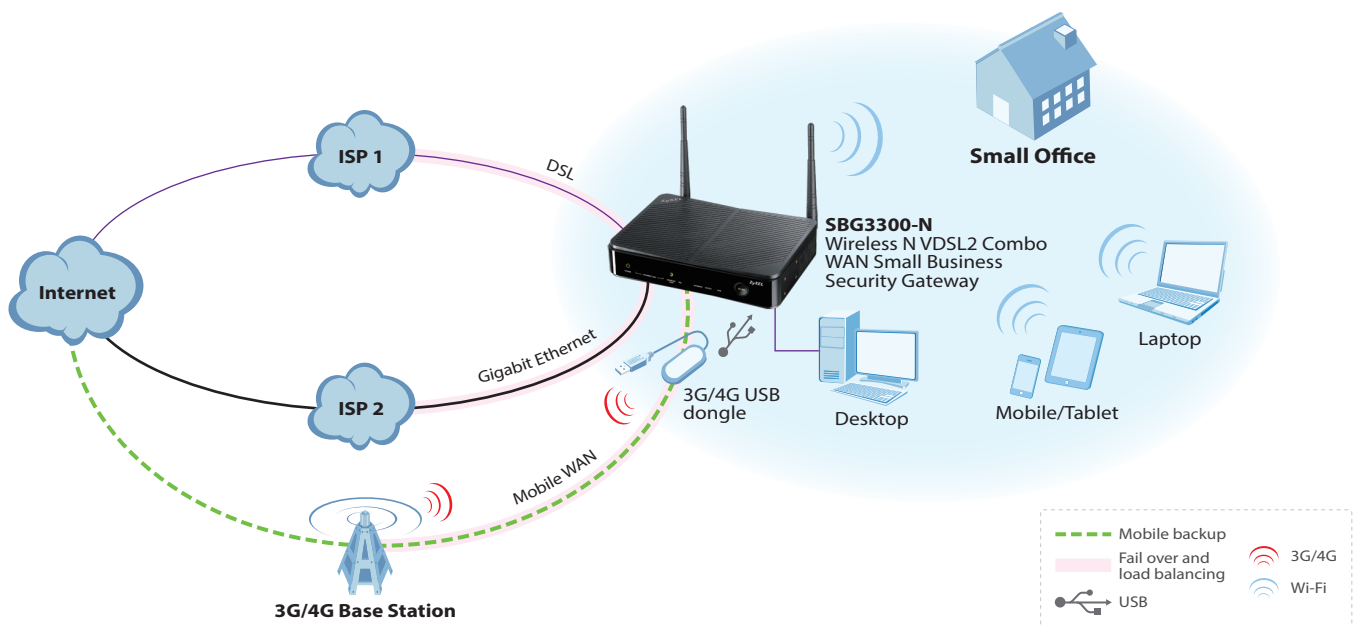 ISP 1
DSL
Small Office
SBG3300-N
Wireless N VDSL2 Combo
WAN Small Business
Security Gateway
Internet
Laptop
Gigabit Ethernet
ISP 2
3G/4G USB
dongle
Desktop
Mobile/Tablet
Mobile WAN
3G/4G Base Station
Mobile backup
Fail over and
load balancing
USB
3G/4G
Wi-Fi
ZyXEL